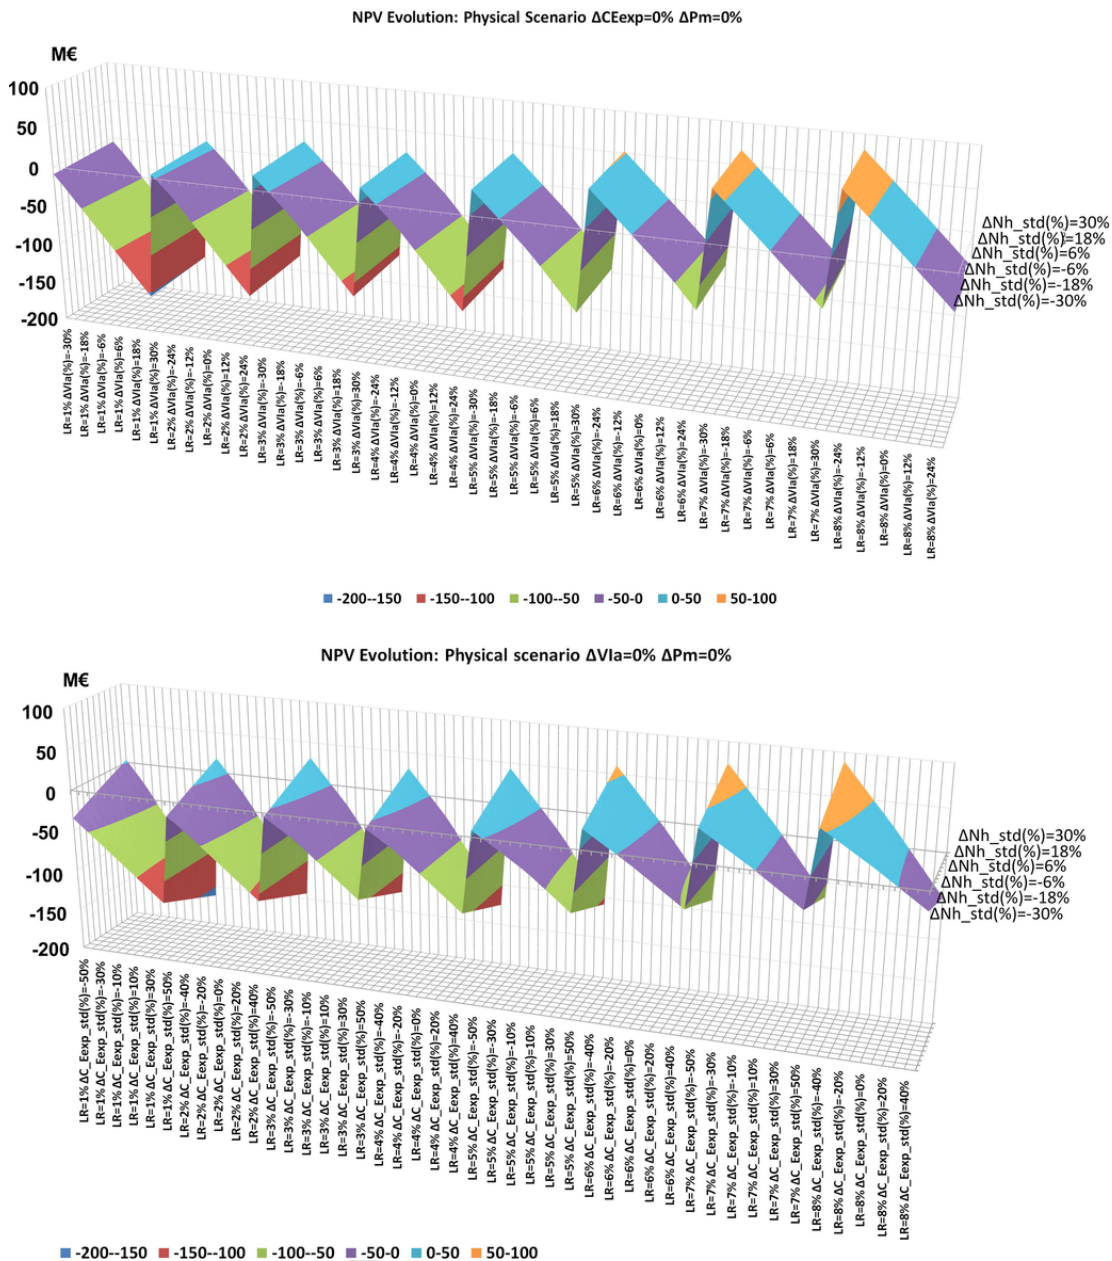 NPV Evolution: Physical Scenario ΔCEexp=0% ΔPm=0%
M€
100
50
0
-50
-100
-150
-200
ΔNh_std(%)=30%
ΔNh_std(%)=18%
ΔNh_std(%)=6%
ΔNh_std(%)=-6%
ΔNh_std(%)=-18%
ΔNh_std(%)=-30%
LR=1% ΔVIa(%)=-30%
LR=1% ΔVIa(%)=-18%
LR=1% ΔVIa(%)=-6%
LR=1% ΔVIa(%)=6%
LR=1% ΔVIa(%)=18%
LR=1% ΔVIa(%)=30%
LR=2% ΔVIa(%)=-24%
LR=2% ΔVIa(%)=-12%
LR=2% ΔVIa(%)=0%
LR=2% ΔVIa(%)=12%
LR=2% ΔVIa(%)=24%
LR=3% ΔVIa(%)=-30%
LR=3% ΔVIa(%)=-18%
LR=3% ΔVIa(%)=-6%
LR=3% ΔVIa(%)=6%
LR=3% ΔVIa(%)=18%
LR=3% ΔVIa(%)=30%
LR=4% ΔVIa(%)=-24%
LR=4% ΔVIa(%)=-12%
LR=4% ΔVIa(%)=0%
LR=4% ΔVIa(%)=12%
LR=4% ΔVIa(%)=24%
LR=5% ΔVIa(%)=-30%
LR=5% ΔVIa(%)=-18%
LR=5% ΔVIa(%)=-6%
LR=5% ΔVIa(%)=6%
LR=5% ΔVIa(%)=18%
LR=5% ΔVIa(%)=30%
LR=6% ΔVIa(%)=-24%
LR=6% ΔVIa(%)=-12%
LR=6% ΔVIa(%)=0%
LR=6% ΔVIa(%)=12%
LR=6% ΔVIa(%)=24%
LR=7% ΔVIa(%)=-30%
LR=7% ΔVIa(%)=-18%
LR=7% ΔVIa(%)=-6%
LR=7% ΔVIa(%)=6%
LR=7% ΔVIa(%)=18%
LR=7% ΔVIa(%)=30%
LR=8% ΔVIa(%)=-24%
LR=8% ΔVIa(%)=-12%
LR=8% ΔVIa(%)=0%
LR=8% ΔVIa(%)=12%
LR=8% ΔVIa(%)=24%
-200--150 -150--100 -100--50 -50-0 0-50 50-100
NPV Evolution: Physical scenario ΔVIa=0% ΔPm=0%
M€
100
50
0
-50
-100
-150
-200
ΔNh_std(%)=30%
ΔNh_std(%)=18%
ΔNh_std(%)=6%
ΔNh_std(%)=-6%
ΔNh_std(%)=-18%
ΔNh_std(%)=-30%
LR=1% ΔC_Eexp_std(%)=-50%
LR=1% ΔC_Eexp_std(%)=-30%
LR=1% ΔC_Eexp_std(%)=-10%
LR=1% ΔC_Eexp_std(%)=10%
LR=1% ΔC_Eexp_std(%)=30%
LR=1% ΔC_Eexp_std(%)=50%
LR=2% ΔC_Eexp_std(%)=-40%
LR=2% ΔC_Eexp_std(%)=-20%
LR=2% ΔC_Eexp_std(%)=0%
LR=2% ΔC_Eexp_std(%)=20%
LR=2% ΔC_Eexp_std(%)=40%
LR=3% ΔC_Eexp_std(%)=-50%
LR=3% ΔC_Eexp_std(%)=-30%
LR=3% ΔC_Eexp_std(%)=-10%
LR=3% ΔC_Eexp_std(%)=10%
LR=3% ΔC_Eexp_std(%)=30%
LR=3% ΔC_Eexp_std(%)=50%
LR=4% ΔC_Eexp_std(%)=-40%
LR=4% ΔC_Eexp_std(%)=-20%
LR=4% ΔC_Eexp_std(%)=0%
LR=4% ΔC_Eexp_std(%)=20%
LR=4% ΔC_Eexp_std(%)=40%
LR=5% ΔC_Eexp_std(%)=-50%
LR=5% ΔC_Eexp_std(%)=-30%
LR=5% ΔC_Eexp_std(%)=-10%
LR=5% ΔC_Eexp_std(%)=10%
LR=5% ΔC_Eexp_std(%)=30%
LR=5% ΔC_Eexp_std(%)=50%
LR=6% ΔC_Eexp_std(%)=-40%
LR=6% ΔC_Eexp_std(%)=-20%
LR=6% ΔC_Eexp_std(%)=0%
LR=6% ΔC_Eexp_std(%)=20%
LR=6% ΔC_Eexp_std(%)=40%
LR=7% ΔC_Eexp_std(%)=-50%
LR=7% ΔC_Eexp_std(%)=-30%
LR=7% ΔC_Eexp_std(%)=-10%
LR=7% ΔC_Eexp_std(%)=10%
LR=7% ΔC_Eexp_std(%)=30%
LR=7% ΔC_Eexp_std(%)=50%
LR=8% ΔC_Eexp_std(%)=-40%
LR=8% ΔC_Eexp_std(%)=-20%
LR=8% ΔC_Eexp_std(%)=0%
LR=8% ΔC_Eexp_std(%)=20%
LR=8% ΔC_Eexp_std(%)=40%
-200--150 -150--100 -100--50 -50-0 0-50 50-100